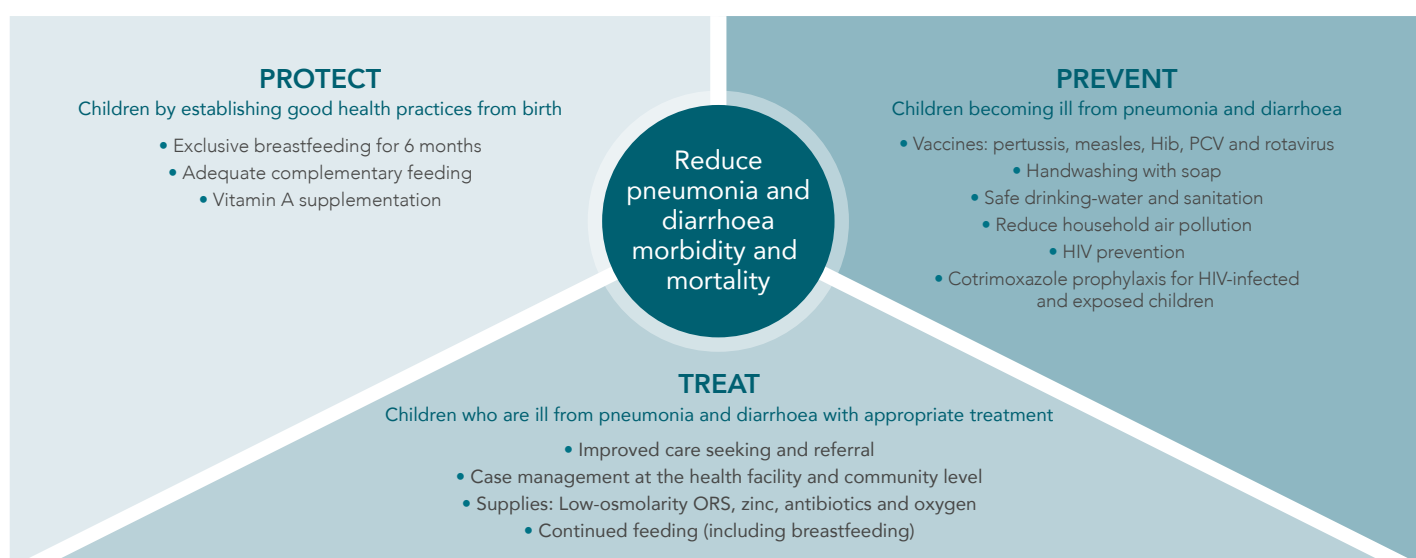 PROTECT
Children by establishing good health practices from birth
• Exclusive breastfeeding for 6 months
• Adequate complementary feeding
• Vitamin A supplementation
Reduce
pneumonia and
diarrhoea
morbidity and
mortality
PREVENT
Children becoming ill from pneumonia and diarrhoea
• Vaccines: pertussis, measles, Hib, PCV and rotavirus
• Handwashing with soap
• Safe drinking-water and sanitation
• Reduce household air pollution
• HIV prevention
• Cotrimoxazole prophylaxis for HIV-infected
and exposed children
TREAT
Children who are ill from pneumonia and diarrhoea with appropriate treatment
• Improved care seeking and referral
• Case management at the health facility and community level
• Supplies: Low-osmolarity ORS, zinc, antibiotics and oxygen
• Continued feeding (including breastfeeding)